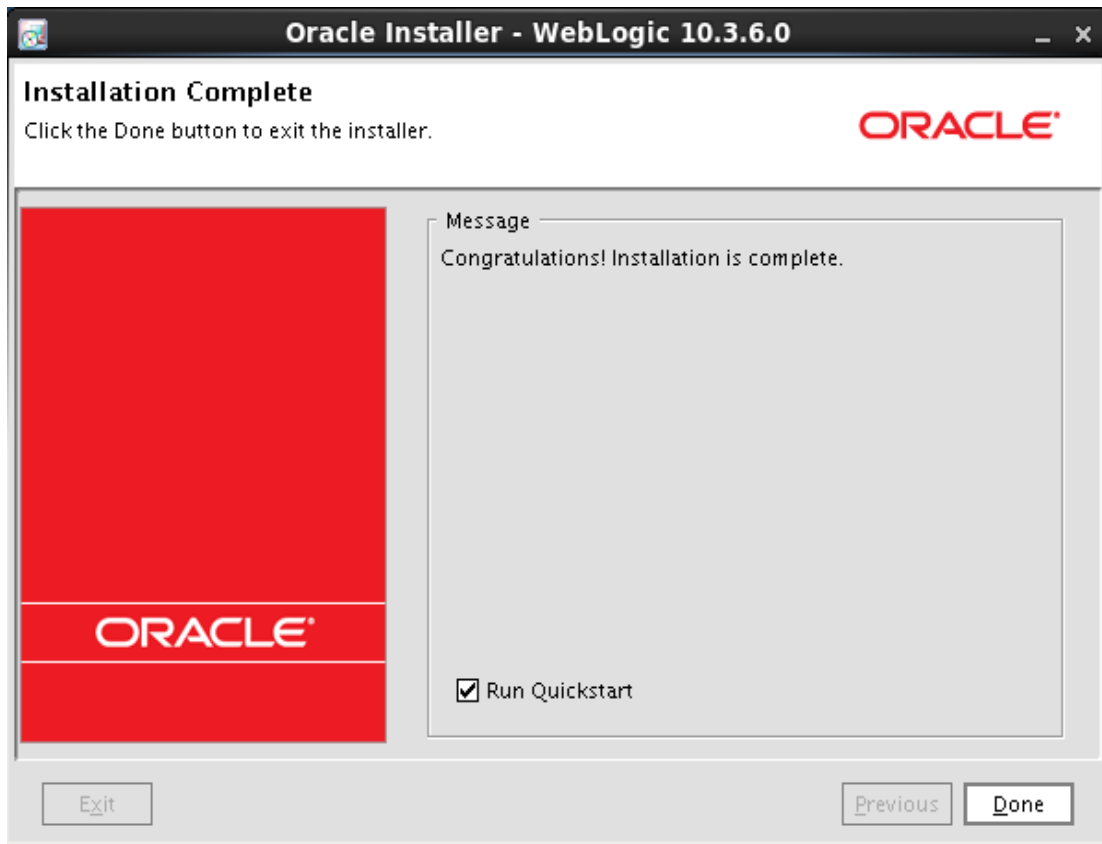 Oracle Installer - WebLogic 10.3.6.0
Installation Complete
Click the Done button to exit the installer.
ORACLE
Message
Congratulations! Installation is complete.
ORACLE
Run Quickstart
Exit
Previous
Done